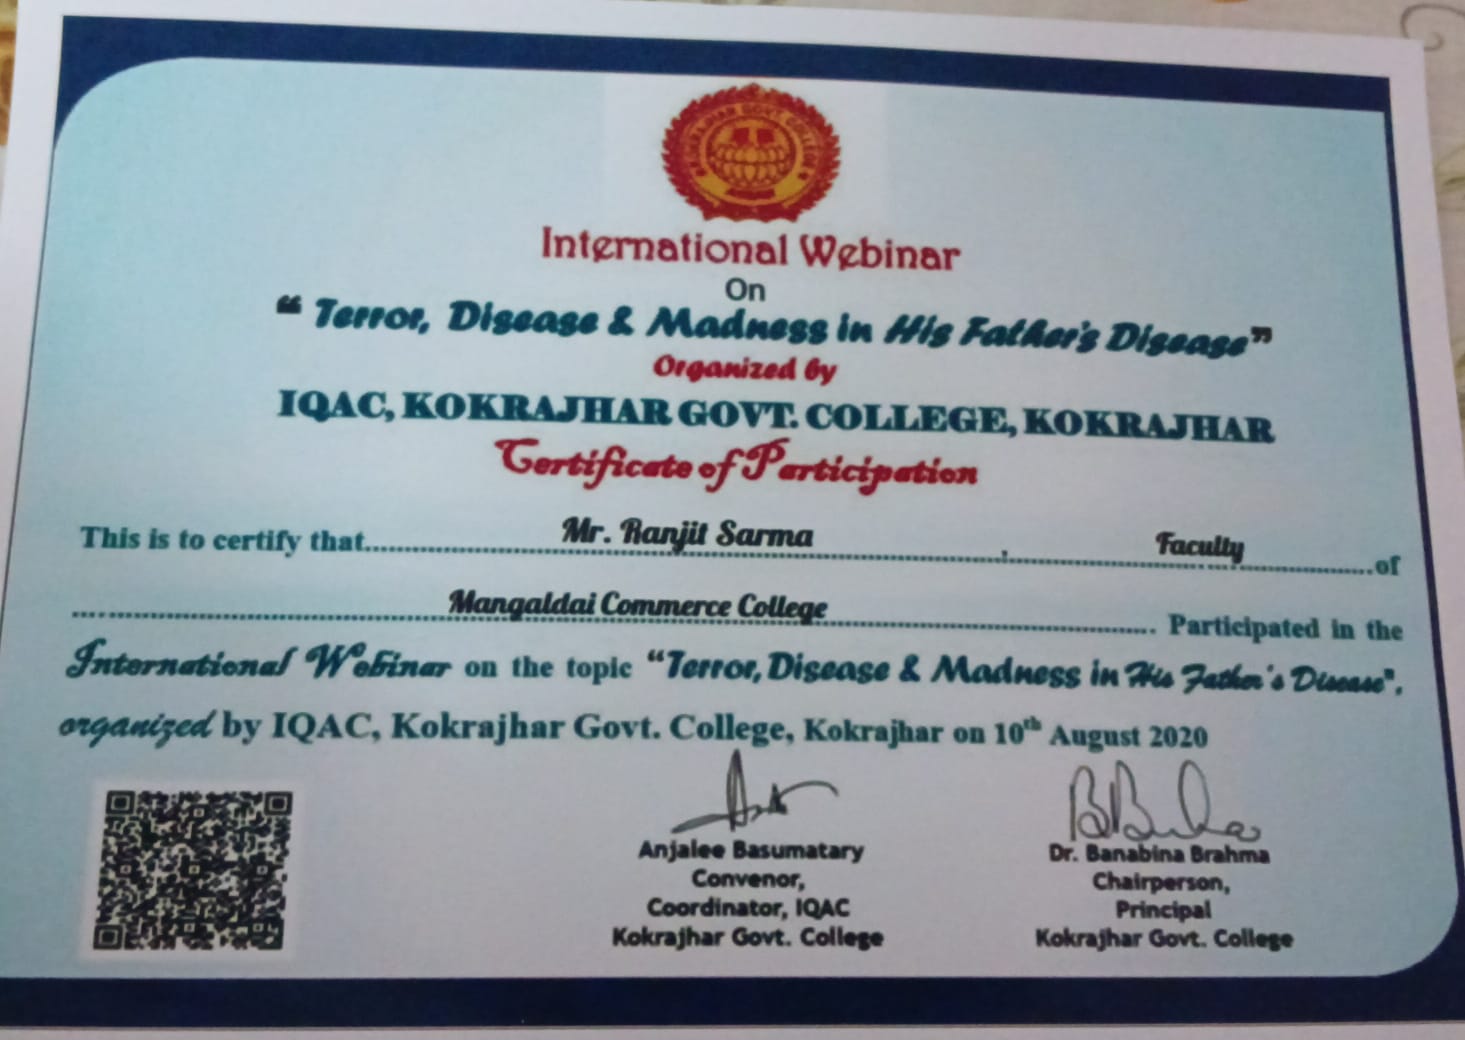 KOKRAJHAR GOVT. COLLEGE
International Webinar
On
“ Terror, Disease & Madness in His Father's Disease”
Organized by
IQAC, KOKRAJHAR GOVT. COLLEGE, KOKRAJHAR
Certificate of Participation
This is to certify that.......... Mr. Ranjit Sarma .........., Faculty ..........of
.......... Mangaldai Commerce College .......... Participated in the
International Webinar on the topic “Terror, Disease & Madness in His Father's Disease”,
organized by IQAC, Kokrajhar Govt. College, Kokrajhar on 10th August 2020
Anjalee Basumatary
Convenor,
Coordinator, IQAC
Kokrajhar Govt. College
Dr. Banabina Brahma
Chairperson,
Principal
Kokrajhar Govt. College